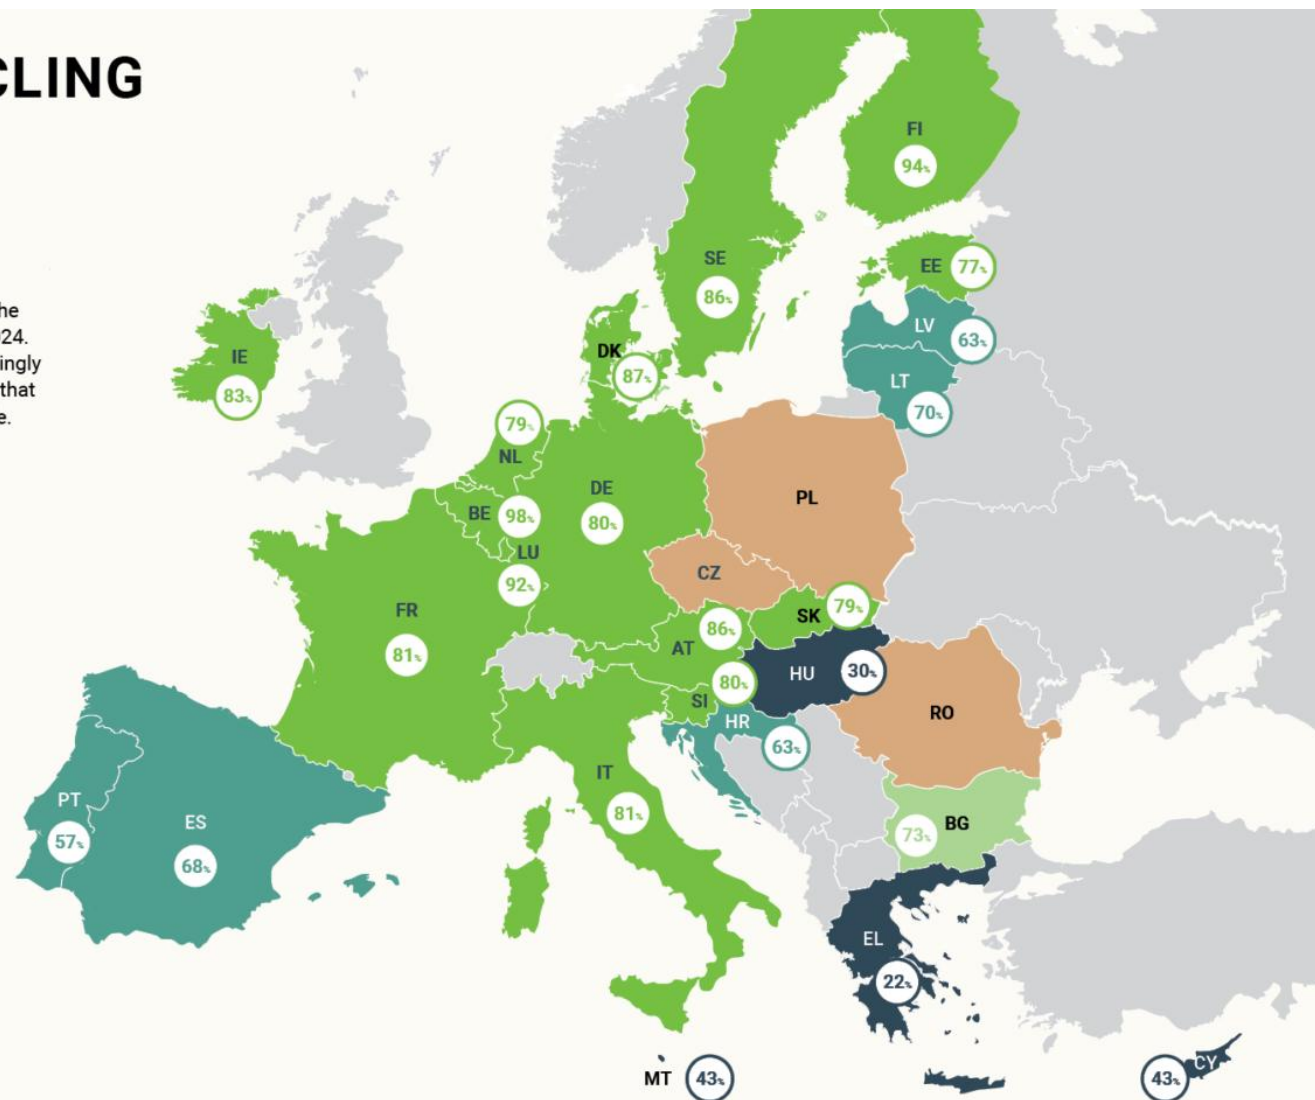 CLING
he
24.
ingly
that
e.
FI
94%
SE
86%
EE
77%
LV
63%
LT
70%
IE
83%
DK
87%
79%
NL
DE
80%
BE
98%
LU
92%
PL
CZ
SK
79%
FR
81%
AT
86%
HU
30%
SI
80%
HR
63%
RO
IT
81%
BG
73%
PT
57%
ES
68%
EL
22%
MT
43%
CY
43%